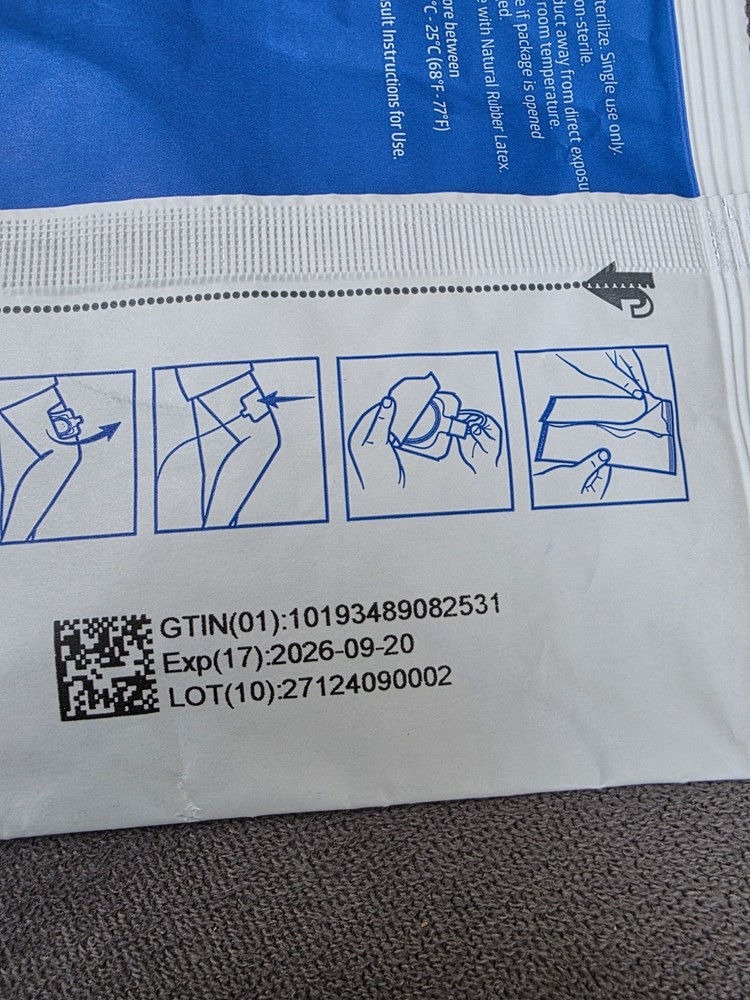 terilize. Single use only.
on-sterile.
duct away from direct exposu
room temperature.
e if package is opened
ed.
e with Natural Rubber Latex.
ore between
°C - 25°C (68°F - 77°F)
sult Instructions for Use.
GTIN(01):10193489082531
Exp(17):2026-09-20
LOT(10):27124090002